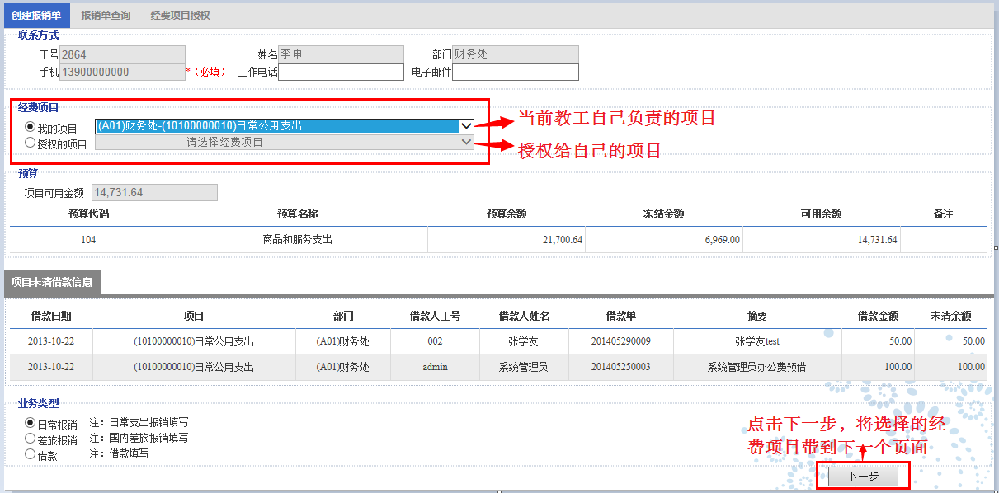 创建报销单 报销单查询 经费项目授权
联系方式
工号 2864 姓名 李申 部门 财务处
手机 13900000000 *（必填） 工作电话 电子邮件
经费项目
我的项目 (A01)财务处-(10100000010)日常公用支出 当前教工自己负责的项目
授权的项目 -------------------------请选择经费项目------------------------- 授权给自己的项目
预算
项目可用金额 14,731.64
预算代码 预算名称 预算余额 冻结金额 可用余额 备注
104 商品和服务支出 21,700.64 6,969.00 14,731.64
项目未清借款信息
借款日期 项目 部门 借款人工号 借款人姓名 借款单 摘要 借款金额 未清余额
2013-10-22 (10100000010)日常公用支出 (A01)财务处 002 张学友 201405290009 张学友test 50.00 50.00
2013-10-22 (10100000010)日常公用支出 (A01)财务处 admin 系统管理员 201405250003 系统管理员办公费预借 100.00 100.00
业务类型
日常报销 注：日常支出报销填写
差旅报销 注：国内差旅报销填写
借款 注：借款填写
点击下一步，将选择的经
费项目带到下一个页面
下一步